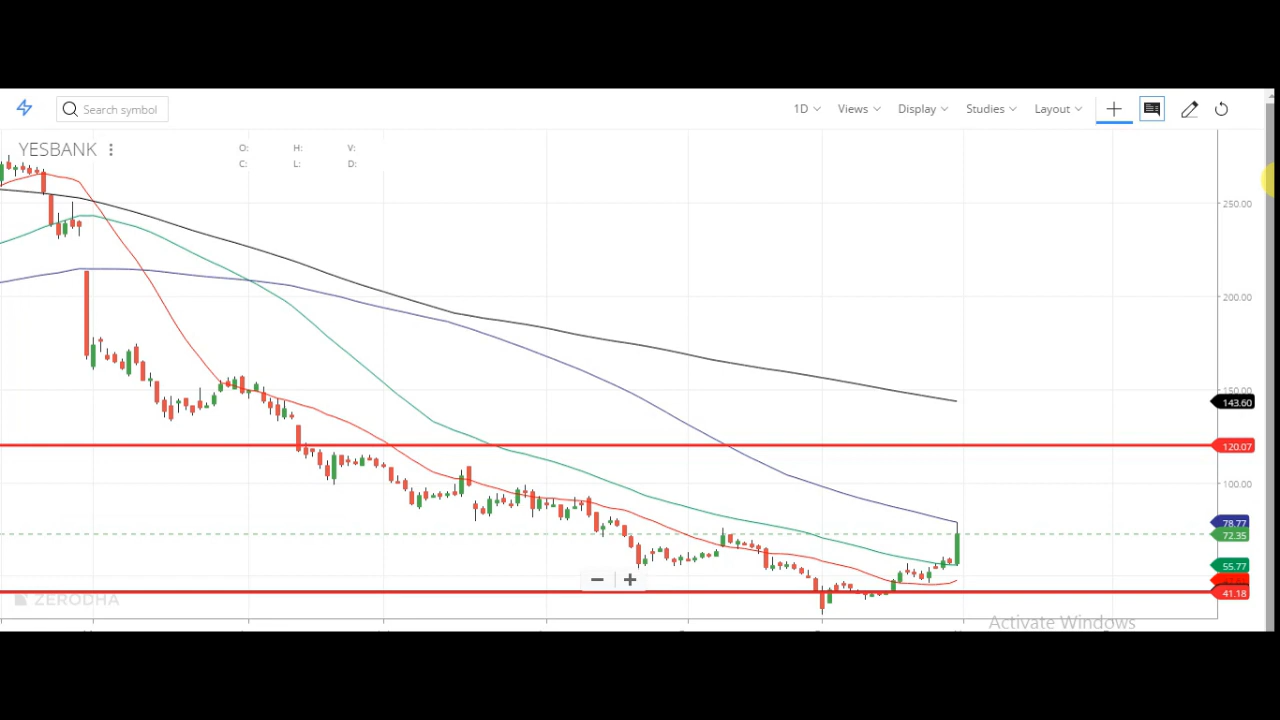 Search symbol
1D Views Display Studies Layout
YESBANK
O: H: V:
C: L: D:
250.00
200.00
150.00
143.60
120.07
100.00
78.77
72.35
55.77
41.18
ZERODHA
Activate Windows